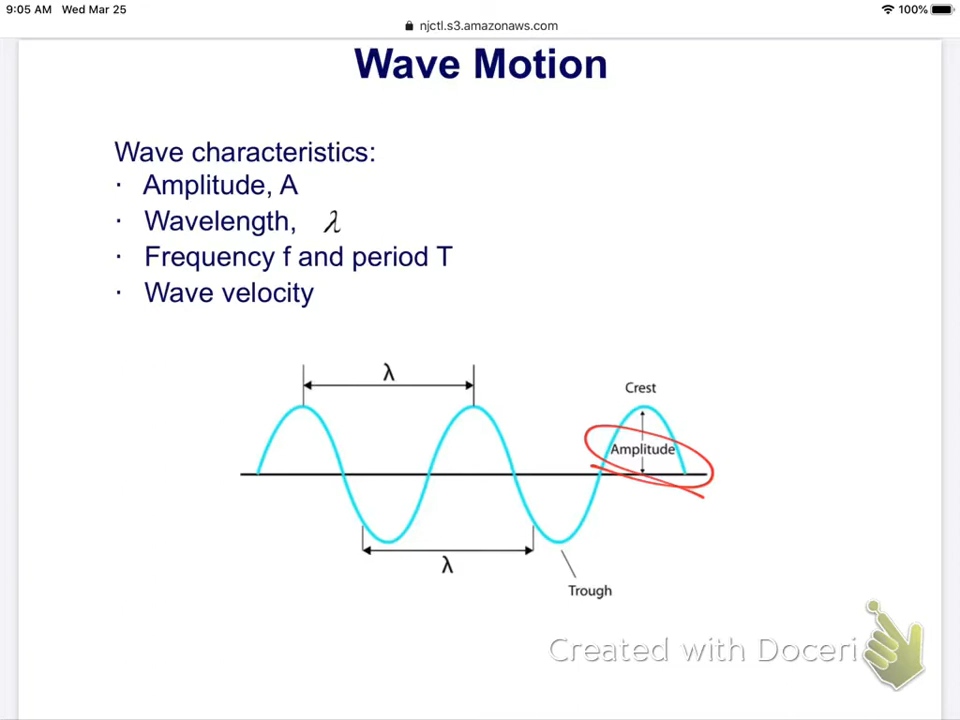 9:05 AM Wed Mar 25
100%
njctl.s3.amazonaws.com
Wave Motion
Wave characteristics:
· Amplitude, A
· Wavelength, λ
· Frequency f and period T
· Wave velocity
λ
Crest
Amplitude
λ
Trough
Created with Doceri